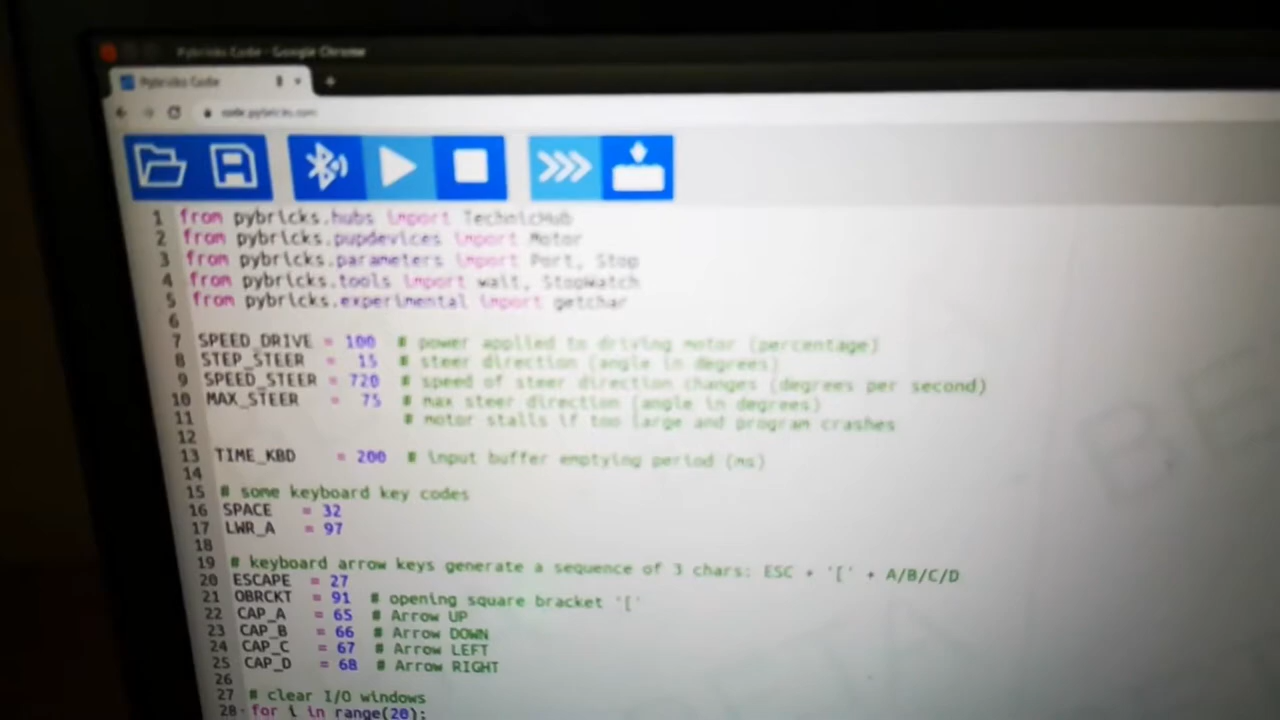 Pybricks Code - Google Chrome
Pybricks Code
code.pybricks.com
1 from pybricks.hubs import TechnicHub
2 from pybricks.pupdevices import Motor
3 from pybricks.parameters import Port, Stop
4 from pybricks.tools import wait, StopWatch
5 from pybricks.experimental import getchar
6
7 SPEED_DRIVE = 100 # power applied to driving motor (percentage)
8 STEP_STEER = 15 # steer direction (angle in degrees)
9 SPEED_STEER = 720 # speed of steer direction changes (degrees per second)
10 MAX_STEER = 75 # max steer direction (angle in degrees)
11 # motor stalls if too large and program crashes
12
13 TIME_KBD = 200 # input buffer emptying period (ms)
14
15 # some keyboard key codes
16 SPACE = 32
17 LWR_A = 97
18
19 # keyboard arrow keys generate a sequence of 3 chars: ESC + '[' + A/B/C/D
20 ESCAPE = 27
21 OBRCKT = 91 # opening square bracket '['
22 CAP_A = 65 # Arrow UP
23 CAP_B = 66 # Arrow DOWN
24 CAP_C = 67 # Arrow LEFT
25 CAP_D = 68 # Arrow RIGHT
26
27 # clear I/O windows
28 for i in range(20):